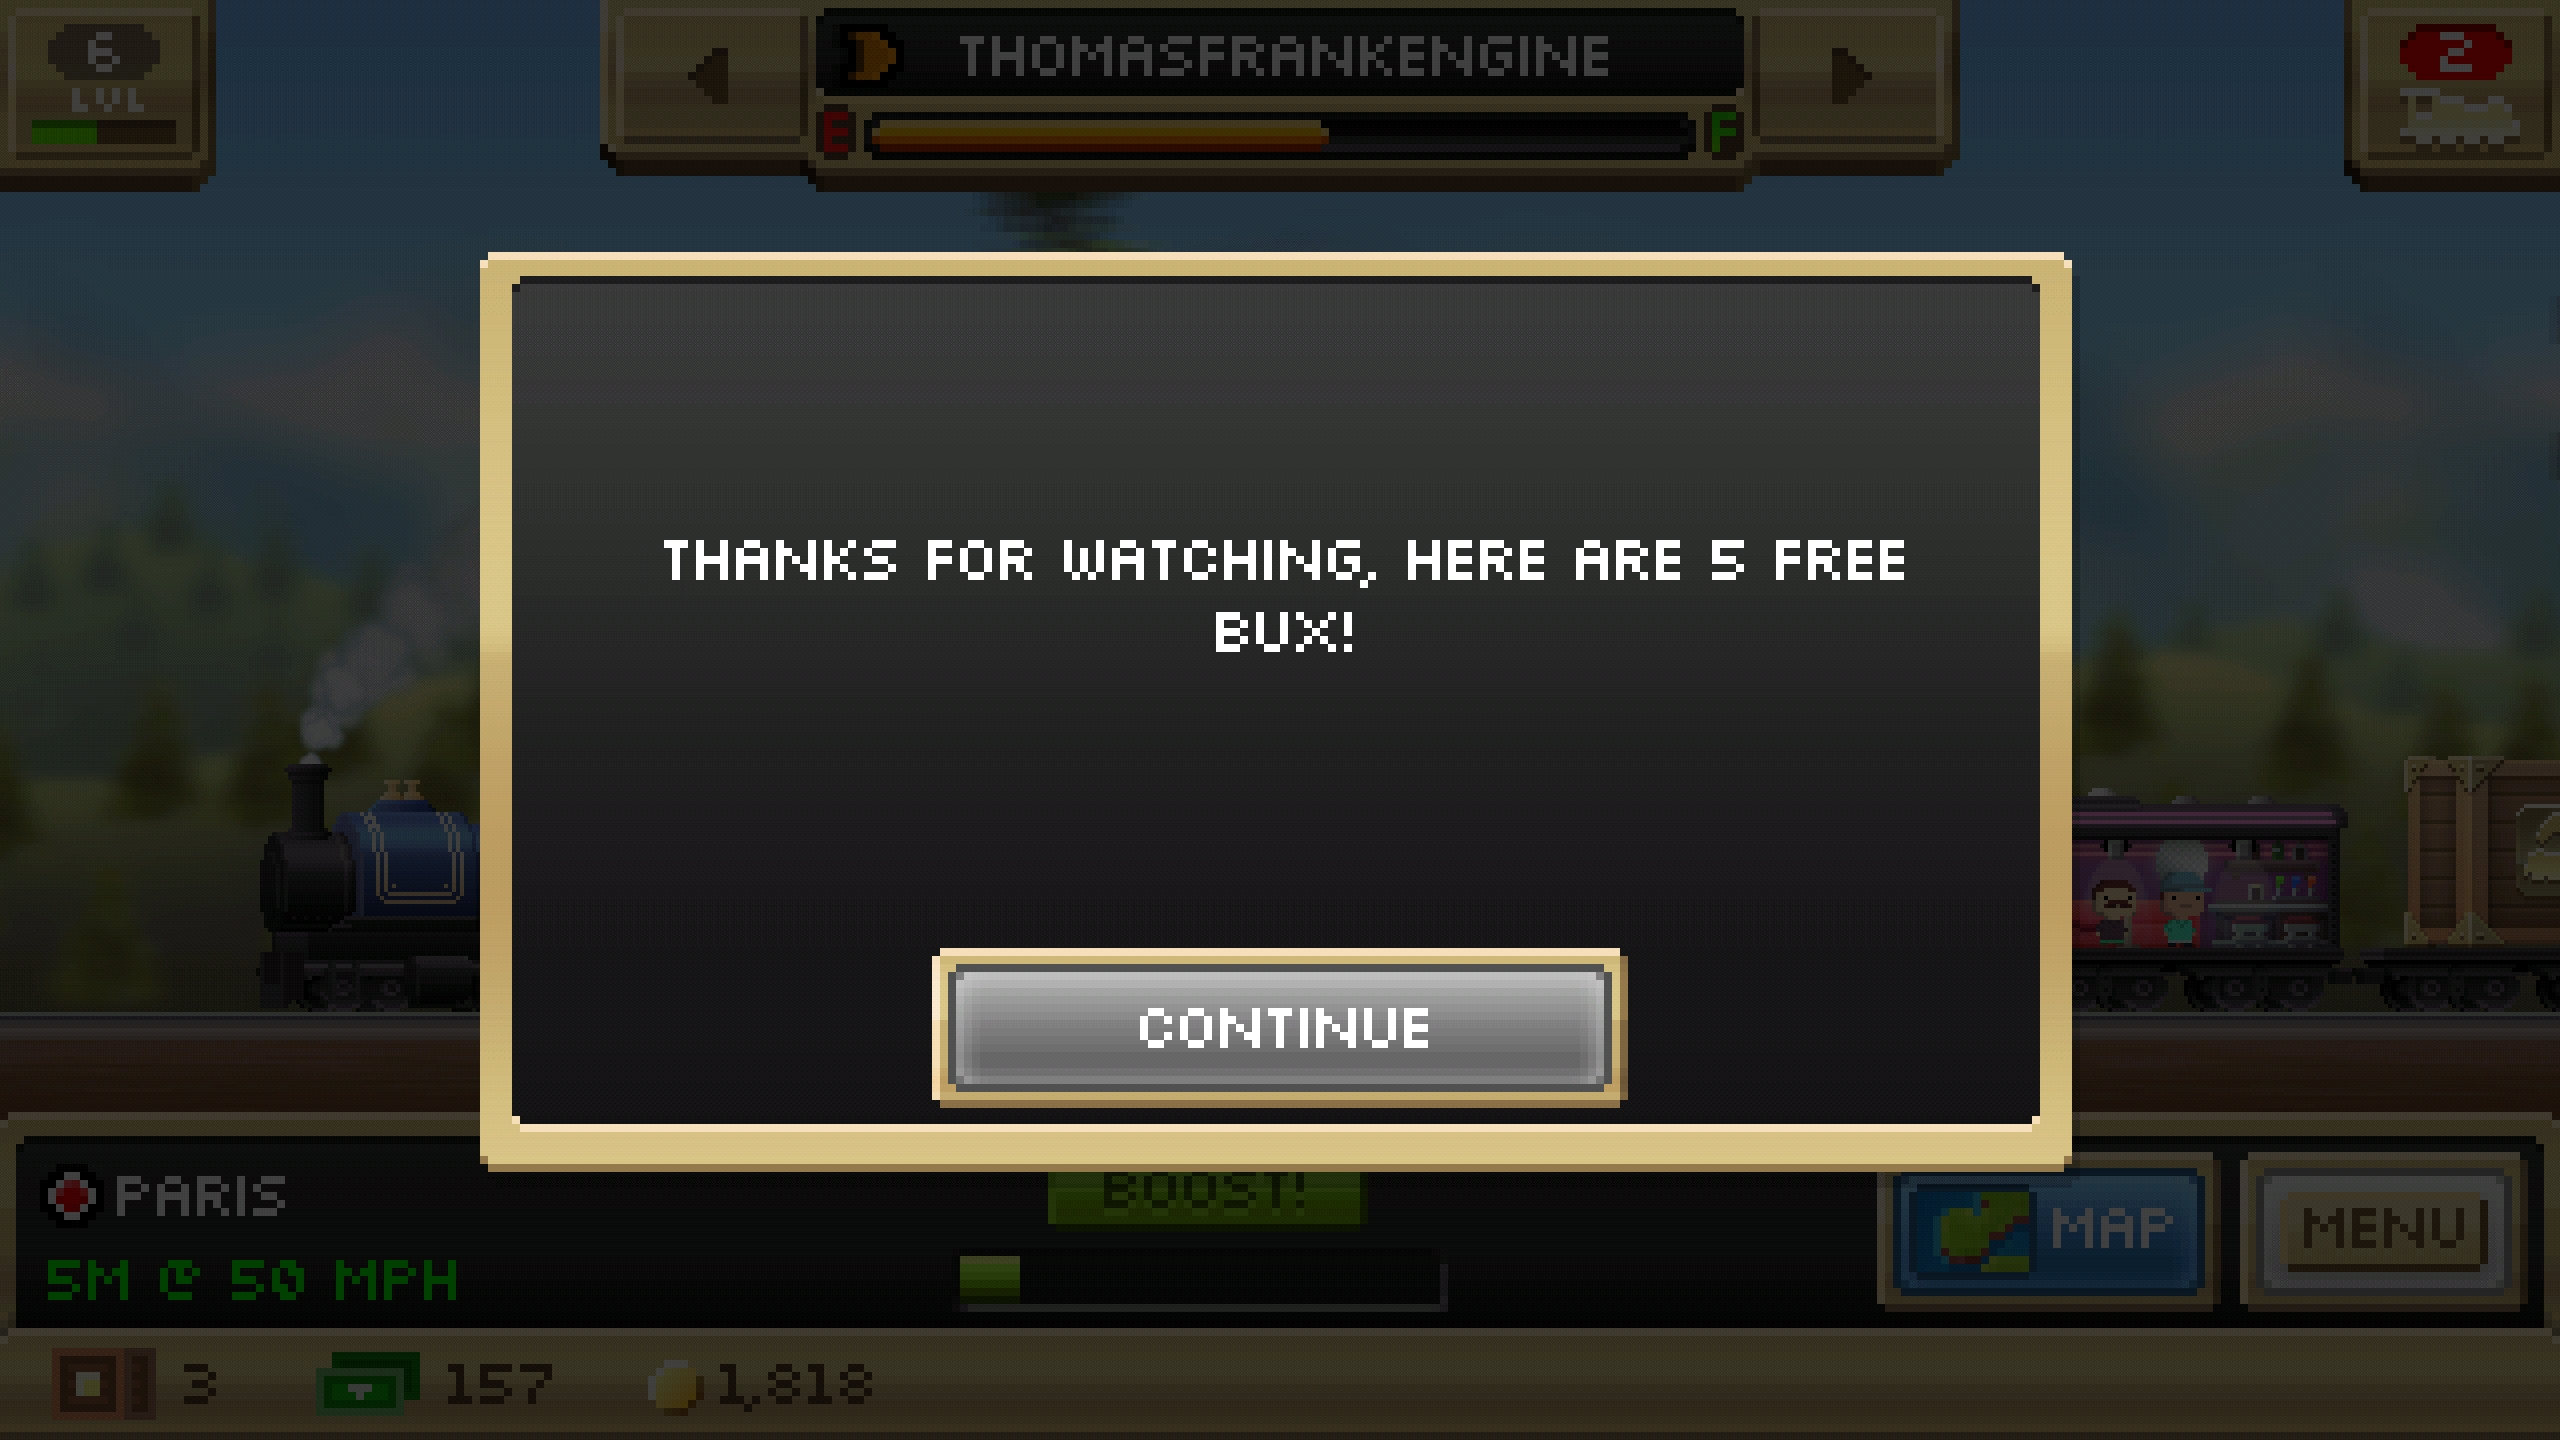 6
LVL
THOMASFRANKENGINE
E F
2
THANKS FOR WATCHING, HERE ARE 5 FREE
BUX!
CONTINUE
PARIS
5M @ 50 MPH
BOOST!
MAP
MENU
3 157 1,818